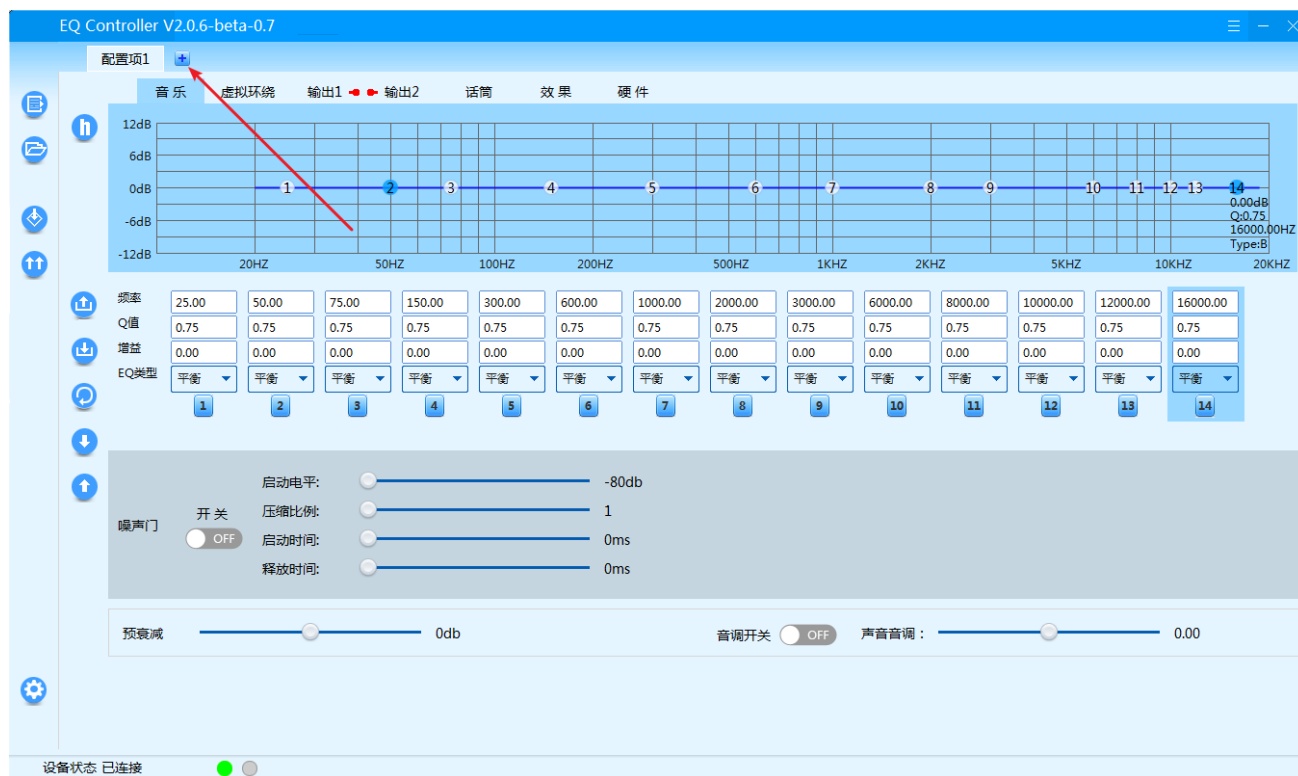 EQ Controller V2.0.6-beta-0.7
配置项1
音 乐 虚拟环绕 输出1 输出2 话筒 效 果 硬 件
12dB
6dB
0dB
-6dB
-12dB
1 2 3 4 5 6 7 8 9 10 11 12 13 14
0.00dB
Q:0.75
16000.00HZ
Type:B
20HZ 50HZ 100HZ 200HZ 500HZ 1KHZ 2KHZ 5KHZ 10KHZ 20KHZ
频率 25.00 50.00 75.00 150.00 300.00 600.00 1000.00 2000.00 3000.00 6000.00 8000.00 10000.00 12000.00 16000.00
Q值 0.75 0.75 0.75 0.75 0.75 0.75 0.75 0.75 0.75 0.75 0.75 0.75 0.75 0.75
增益 0.00 0.00 0.00 0.00 0.00 0.00 0.00 0.00 0.00 0.00 0.00 0.00 0.00 0.00
EQ类型 平衡 平衡 平衡 平衡 平衡 平衡 平衡 平衡 平衡 平衡 平衡 平衡 平衡 平衡
1 2 3 4 5 6 7 8 9 10 11 12 13 14
噪声门
开 关
OFF
启动电平: -80db
压缩比例: 1
启动时间: 0ms
释放时间: 0ms
预衰减 0db 音调开关 OFF 声音音调： 0.00
设备状态 已连接